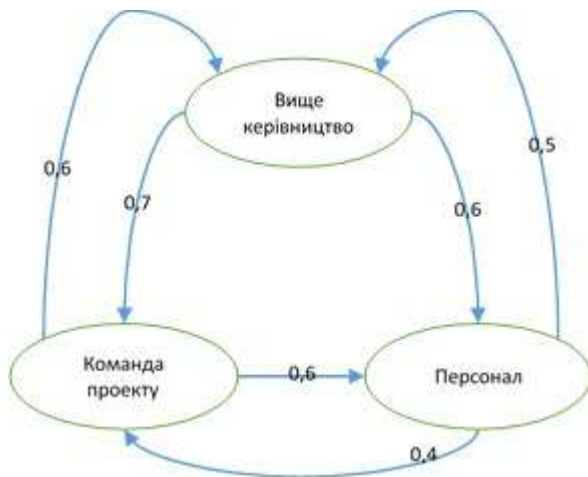 Вище
керівництво
0,6
0,5
0,7
0,6
Команда
проекту
0,6
Персонал
0,4